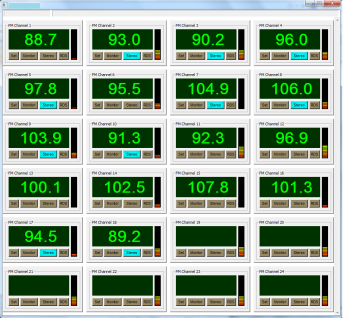 FM Channel 1 FM Channel 2 FM Channel 3 FM Channel 4
88.7 93.0 90.2 96.0
Set Monitor Stereo RDS Set Monitor Stereo RDS Set Monitor Stereo RDS Set Monitor Stereo RDS
FM Channel 5 FM Channel 6 FM Channel 7 FM Channel 8
97.8 95.5 104.9 106.0
Set Monitor Stereo RDS Set Monitor Stereo RDS Set Monitor Stereo RDS Set Monitor Stereo RDS
FM Channel 9 FM Channel 10 FM Channel 11 FM Channel 12
103.9 91.3 92.3 96.9
Set Monitor Stereo RDS Set Monitor Stereo RDS Set Monitor Stereo RDS Set Monitor Stereo RDS
FM Channel 13 FM Channel 14 FM Channel 15 FM Channel 16
100.1 102.5 107.8 101.3
Set Monitor Stereo RDS Set Monitor Stereo RDS Set Monitor Stereo RDS Set Monitor Stereo RDS
FM Channel 17 FM Channel 18 FM Channel 19 FM Channel 20
94.5 89.2
Set Monitor Stereo RDS Set Monitor Stereo RDS Set Monitor Stereo RDS Set Monitor Stereo RDS
FM Channel 21 FM Channel 22 FM Channel 23 FM Channel 24
Set Monitor Stereo RDS Set Monitor Stereo RDS Set Monitor Stereo RDS Set Monitor Stereo RDS